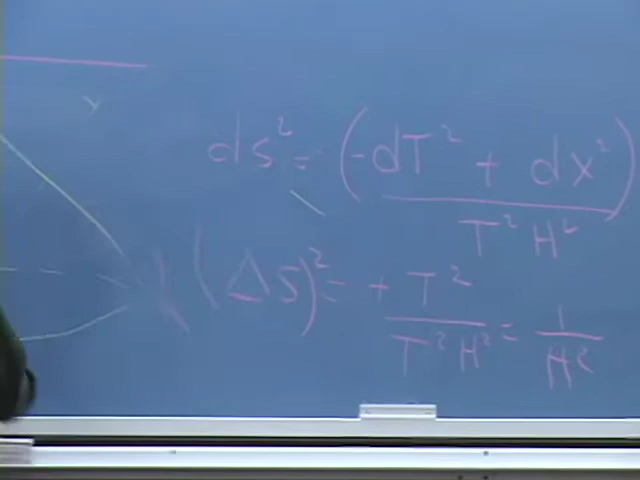 ds² = (-dT² + dx²) / T² H²
(Δs)² = + T² / T² H² = 1 / H²